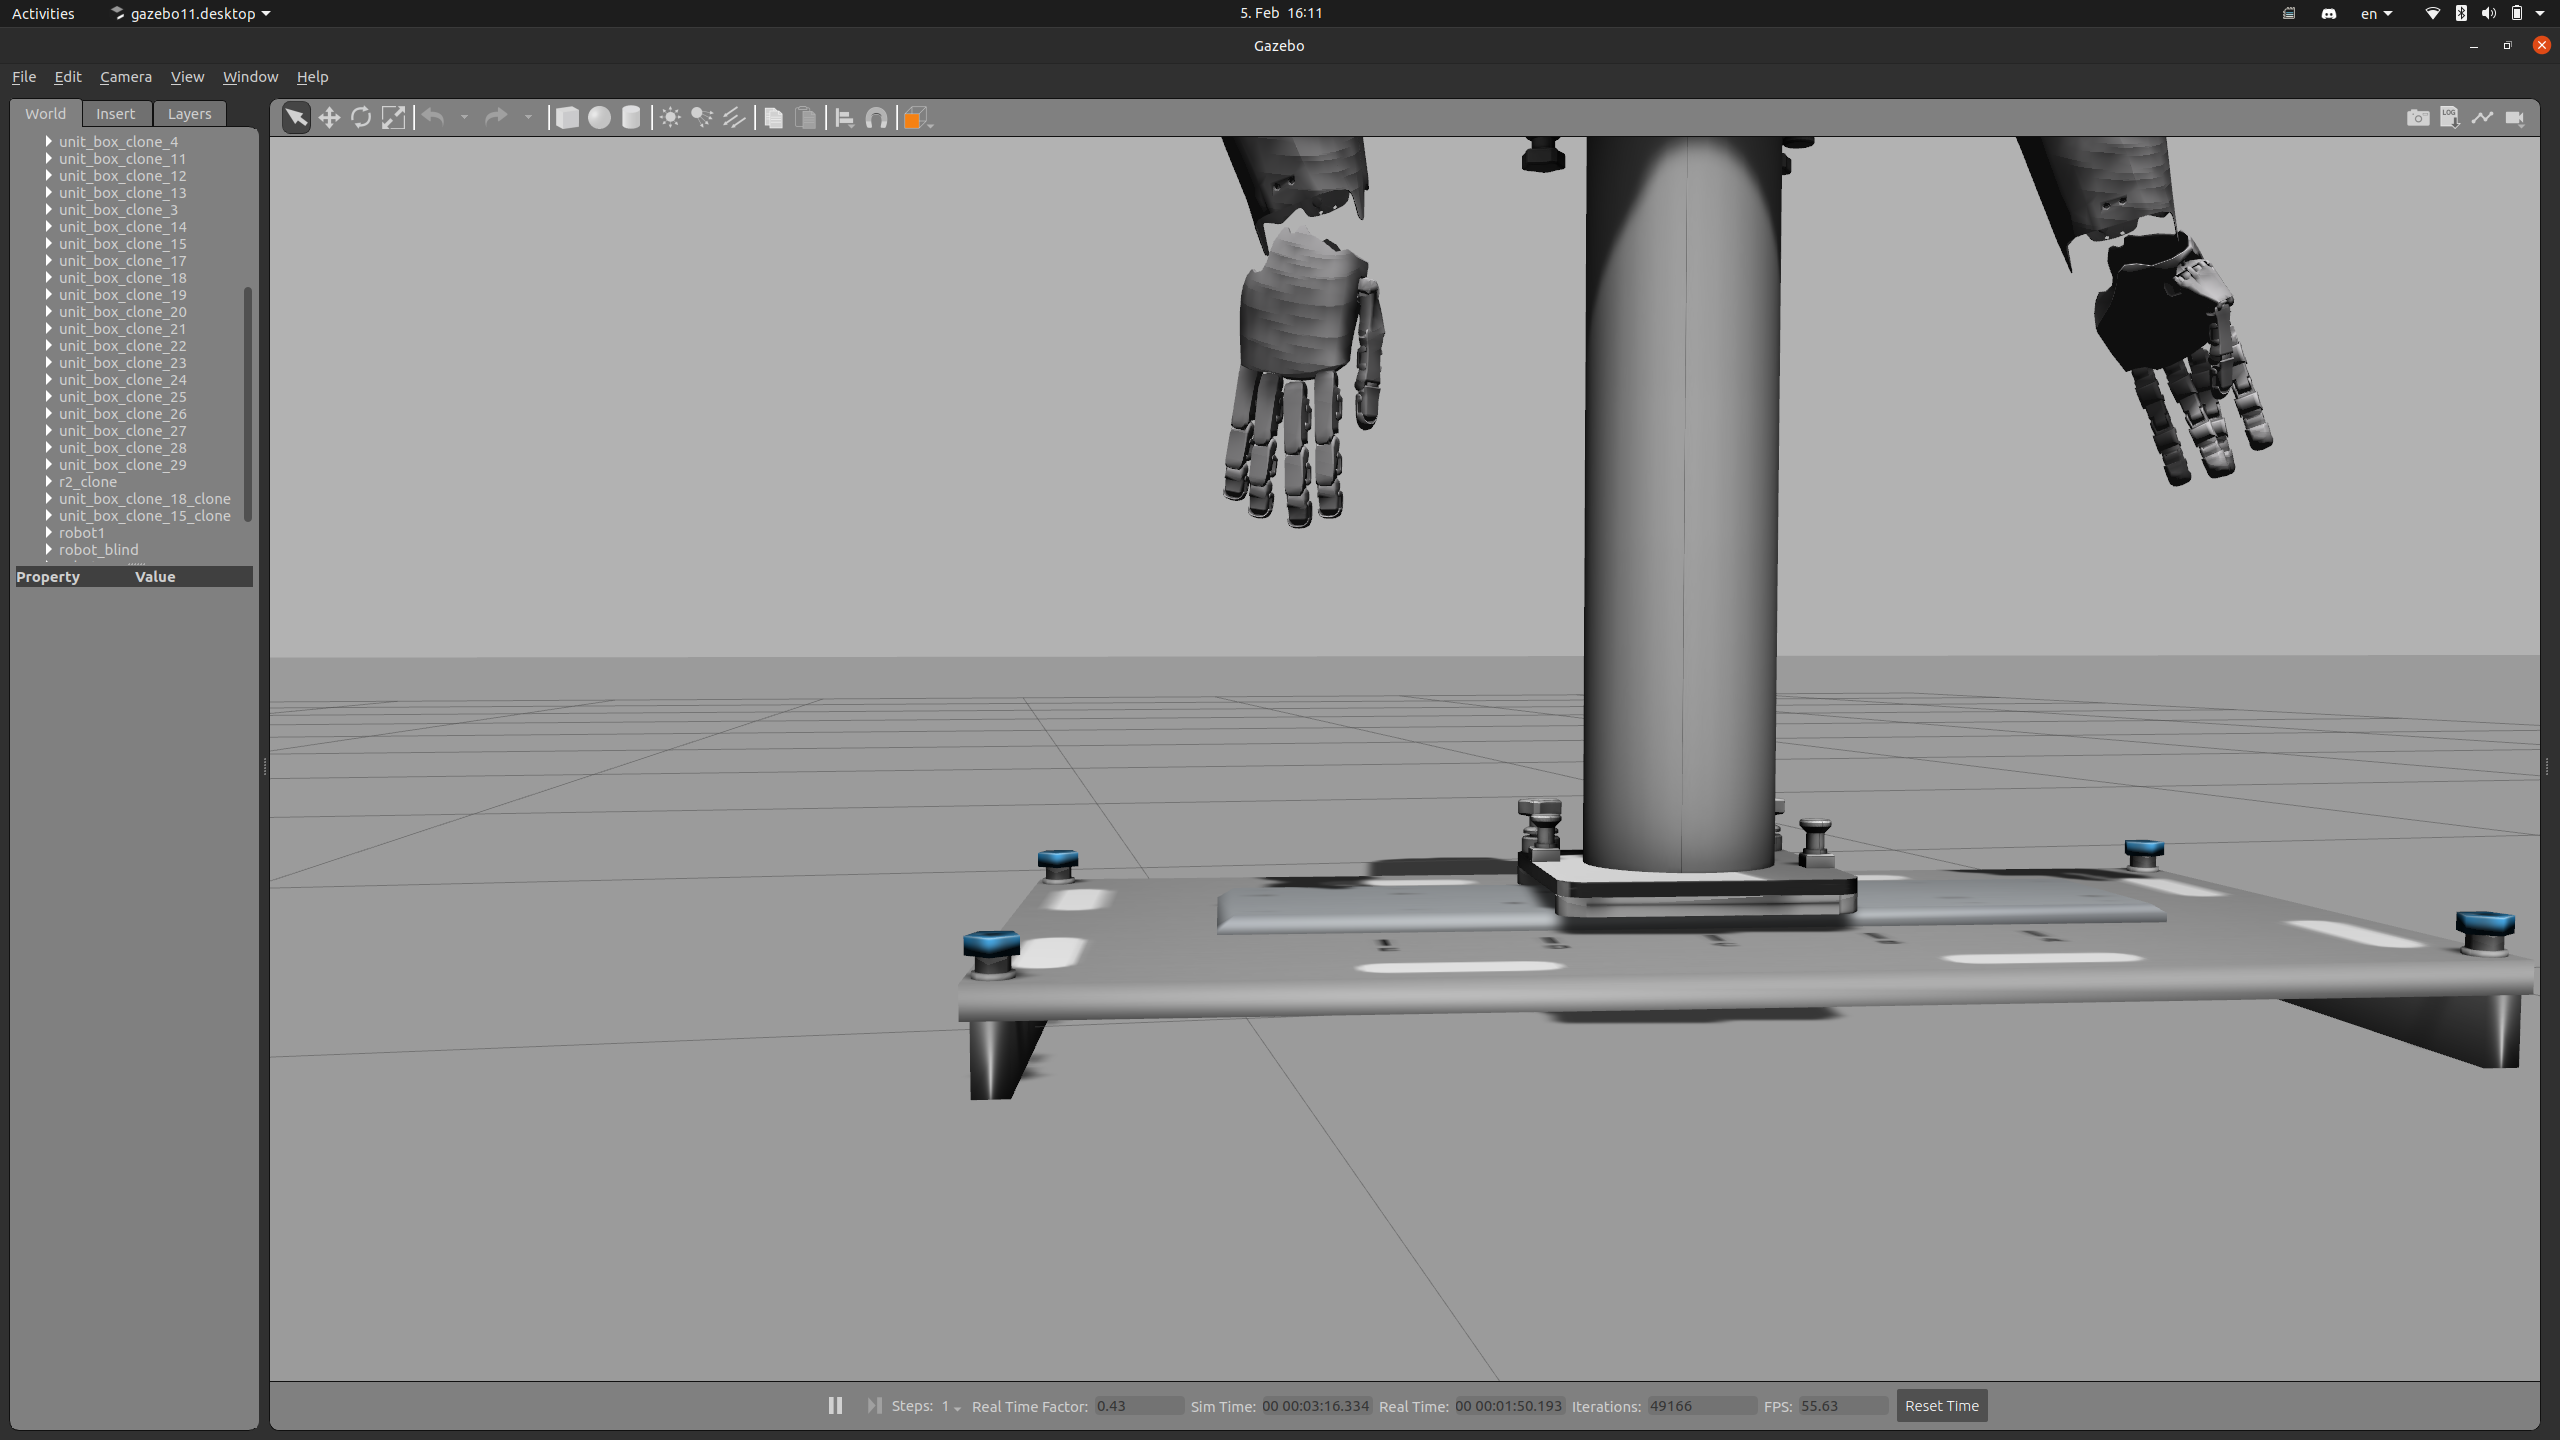 Activities
gazebo11.desktop
5. Feb 16:11
en
Gazebo
File Edit Camera View Window Help
World Insert Layers
LOG
unit_box_clone_4
unit_box_clone_11
unit_box_clone_12
unit_box_clone_13
unit_box_clone_3
unit_box_clone_14
unit_box_clone_15
unit_box_clone_17
unit_box_clone_18
unit_box_clone_19
unit_box_clone_20
unit_box_clone_21
unit_box_clone_22
unit_box_clone_23
unit_box_clone_24
unit_box_clone_25
unit_box_clone_26
unit_box_clone_27
unit_box_clone_28
unit_box_clone_29
r2_clone
unit_box_clone_18_clone
unit_box_clone_15_clone
robot1
robot_blind
Property Value
Steps: 1 Real Time Factor: 0.43 Sim Time: 00 00:03:16.334 Real Time: 00 00:01:50.193 Iterations: 49166 FPS: 55.63 Reset Time